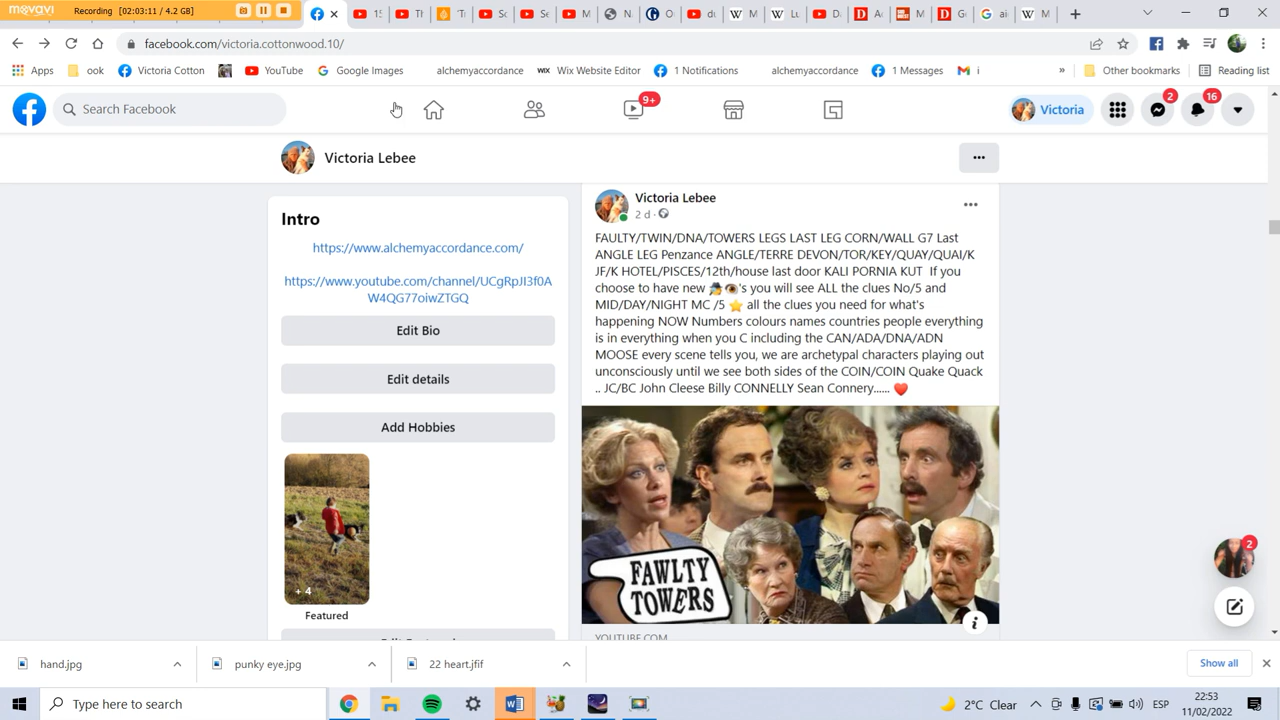 movavi
Recording | 02:03:11 / 4.2 GB |
facebook.com/victoria.cottonwood.10/
Apps
ook
Victoria Cotton
YouTube
Google Images
alchemyaccordance
WIX Wix Website Editor
1 Notifications
alchemyaccordance
1 Messages
i
»
Other bookmarks
Reading list
Search Facebook
9+
Victoria
2
16
Victoria Lebee
Intro
https://www.alchemyaccordance.com/
https://www.youtube.com/channel/UCgRpJI3f0A
W4QG77oiwZTGQ
Edit Bio
Edit details
Add Hobbies
+ 4
Featured
Victoria Lebee
2 d ·
FAULTY/TWIN/DNA/TOWERS LEGS LAST LEG CORN/WALL G7 Last
ANGLE LEG Penzance ANGLE/TERRE DEVON/TOR/KEY/QUAY/QUAI/K
JF/K HOTEL/PISCES/12th/house last door KALI PORNIA KUT If you
choose to have new 's you will see ALL the clues No/5 and
MID/DAY/NIGHT MC /5 ⭐ all the clues you need for what's
happening NOW Numbers colours names countries people everything
is in everything when you C including the CAN/ADA/DNA/ADN
MOOSE every scene tells you, we are archetypal characters playing out
unconsciously until we see both sides of the COIN/COIN Quake Quack
.. JC/BC John Cleese Billy CONNELLY Sean Connery...... ❤️
FAWLTY
TOWERS
YOUTUBE.COM
2
hand.jpg
punky eye.jpg
22 heart.jfif
Show all
Type here to search
2°C Clear
ESP
22:53
11/02/2022